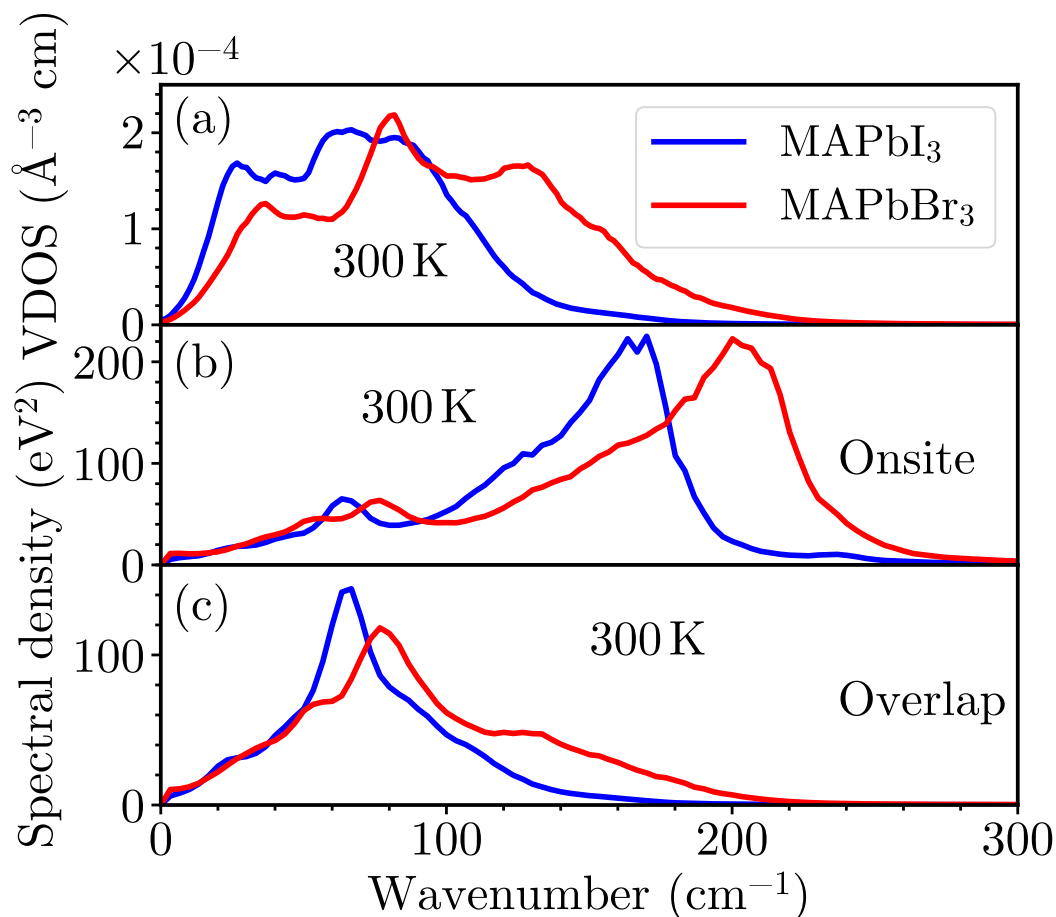 ×10⁻⁴
(a)
MAPbI₃
MAPbBr₃
300 K
2
1
0
VDOS (Å⁻³ cm)
(b)
300 K
Onsite
200
100
0
Spectral density (eV²)
(c)
300 K
Overlap
100
0
0 100 200 300
Wavenumber (cm⁻¹)